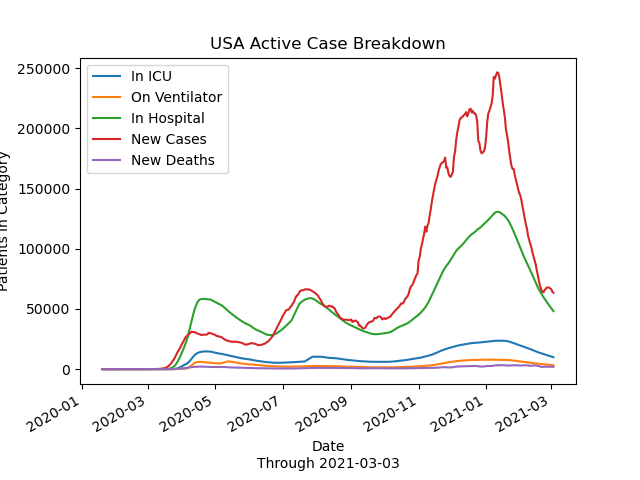 USA Active Case Breakdown
Patients in Category
250000
200000
150000
100000
50000
0
In ICU
On Ventilator
In Hospital
New Cases
New Deaths
2020-01
2020-03
2020-05
2020-07
2020-09
2020-11
2021-01
2021-03
Date
Through 2021-03-03